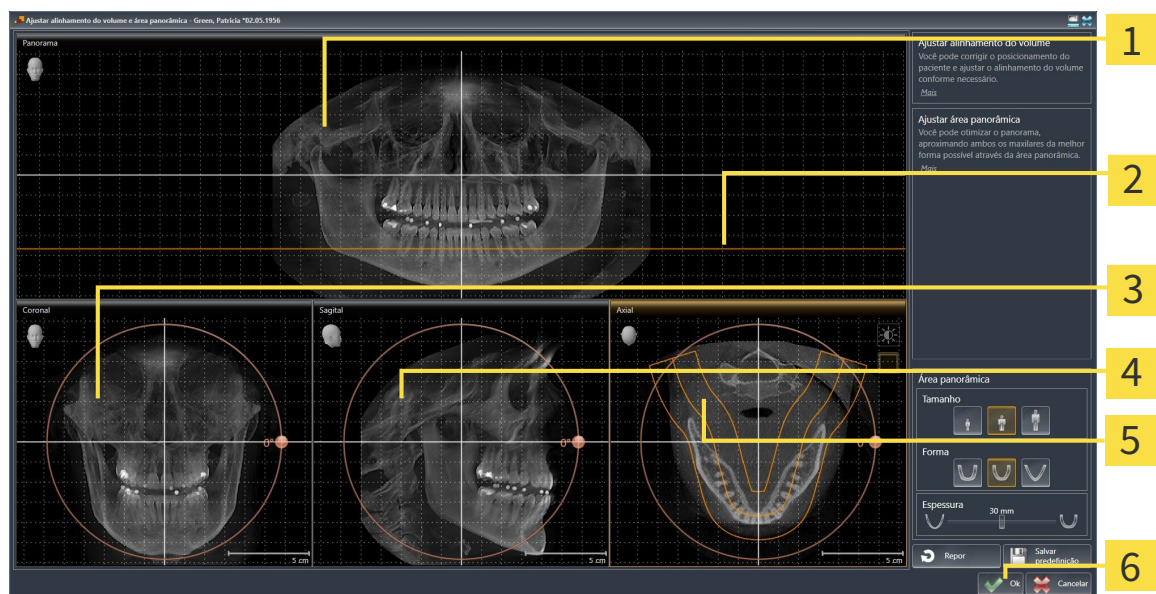 Ajustar alinhamento do volume e área panorâmica - Green, Patricia *02.05.1956
Panorama
Ajustar alinhamento do volume
Você pode corrigir o posicionamento do
paciente e ajustar o alinhamento do volume
conforme necessário.
Mais
Ajustar área panorâmica
Você pode otimizar o panorama,
aproximando ambos os maxilares da melhor
forma possível através da área panorâmica.
Mais
1
2
3
4
5
6
Coronal
0°
5 cm
Sagital
0°
5 cm
Axial
0°
5 cm
Área panorâmica
Tamanho
Forma
Espessura
30 mm
Repor
Salvar
predefinição
Ok
Cancelar